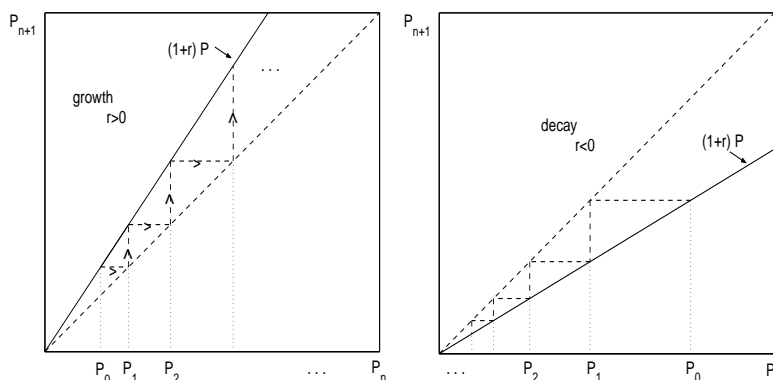 P_{n+1}
(1+r) P
...
growth
r>0
P_0 P_1 P_2 ... P_n
P_{n+1}
decay
r<0
(1+r) P
... P_2 P_1 P_0 P